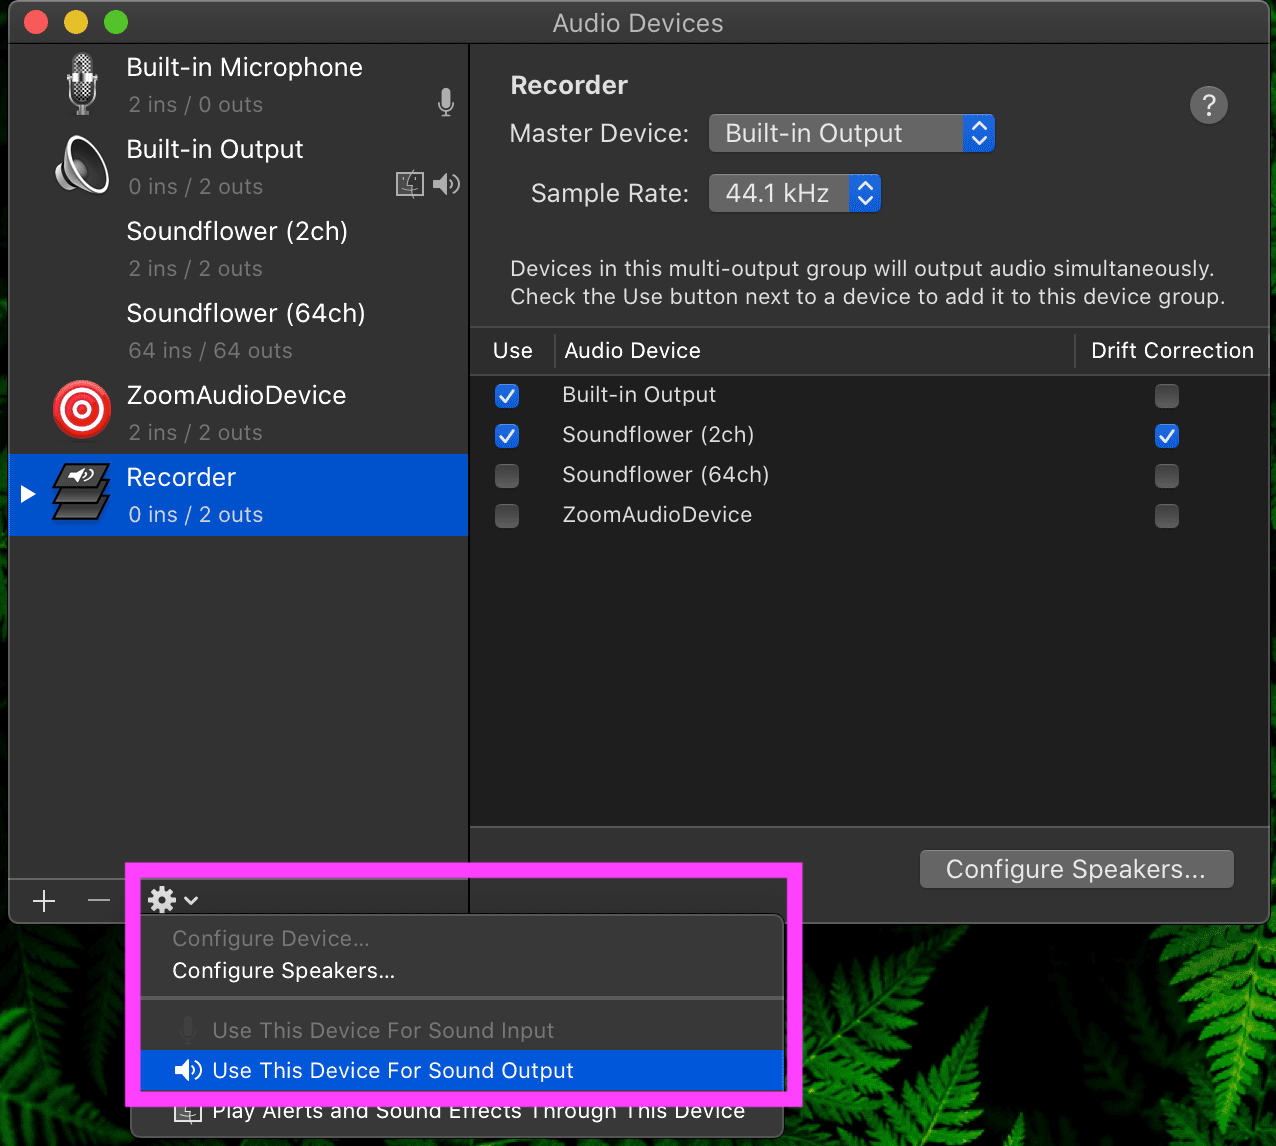 Audio Devices
Built-in Microphone
2 ins / 0 outs
Built-in Output
0 ins / 2 outs
Soundflower (2ch)
2 ins / 2 outs
Soundflower (64ch)
64 ins / 64 outs
ZoomAudioDevice
2 ins / 2 outs
Recorder
0 ins / 2 outs
Recorder
?
Master Device: Built-in Output
Sample Rate: 44.1 kHz
Devices in this multi-output group will output audio simultaneously.
Check the Use button next to a device to add it to this device group.
Use Audio Device Drift Correction
Built-in Output
Soundflower (2ch)
Soundflower (64ch)
ZoomAudioDevice
Configure Speakers...
Configure Device...
Configure Speakers...
Use This Device For Sound Input
Use This Device For Sound Output
Play Alerts and Sound Effects Through This Device